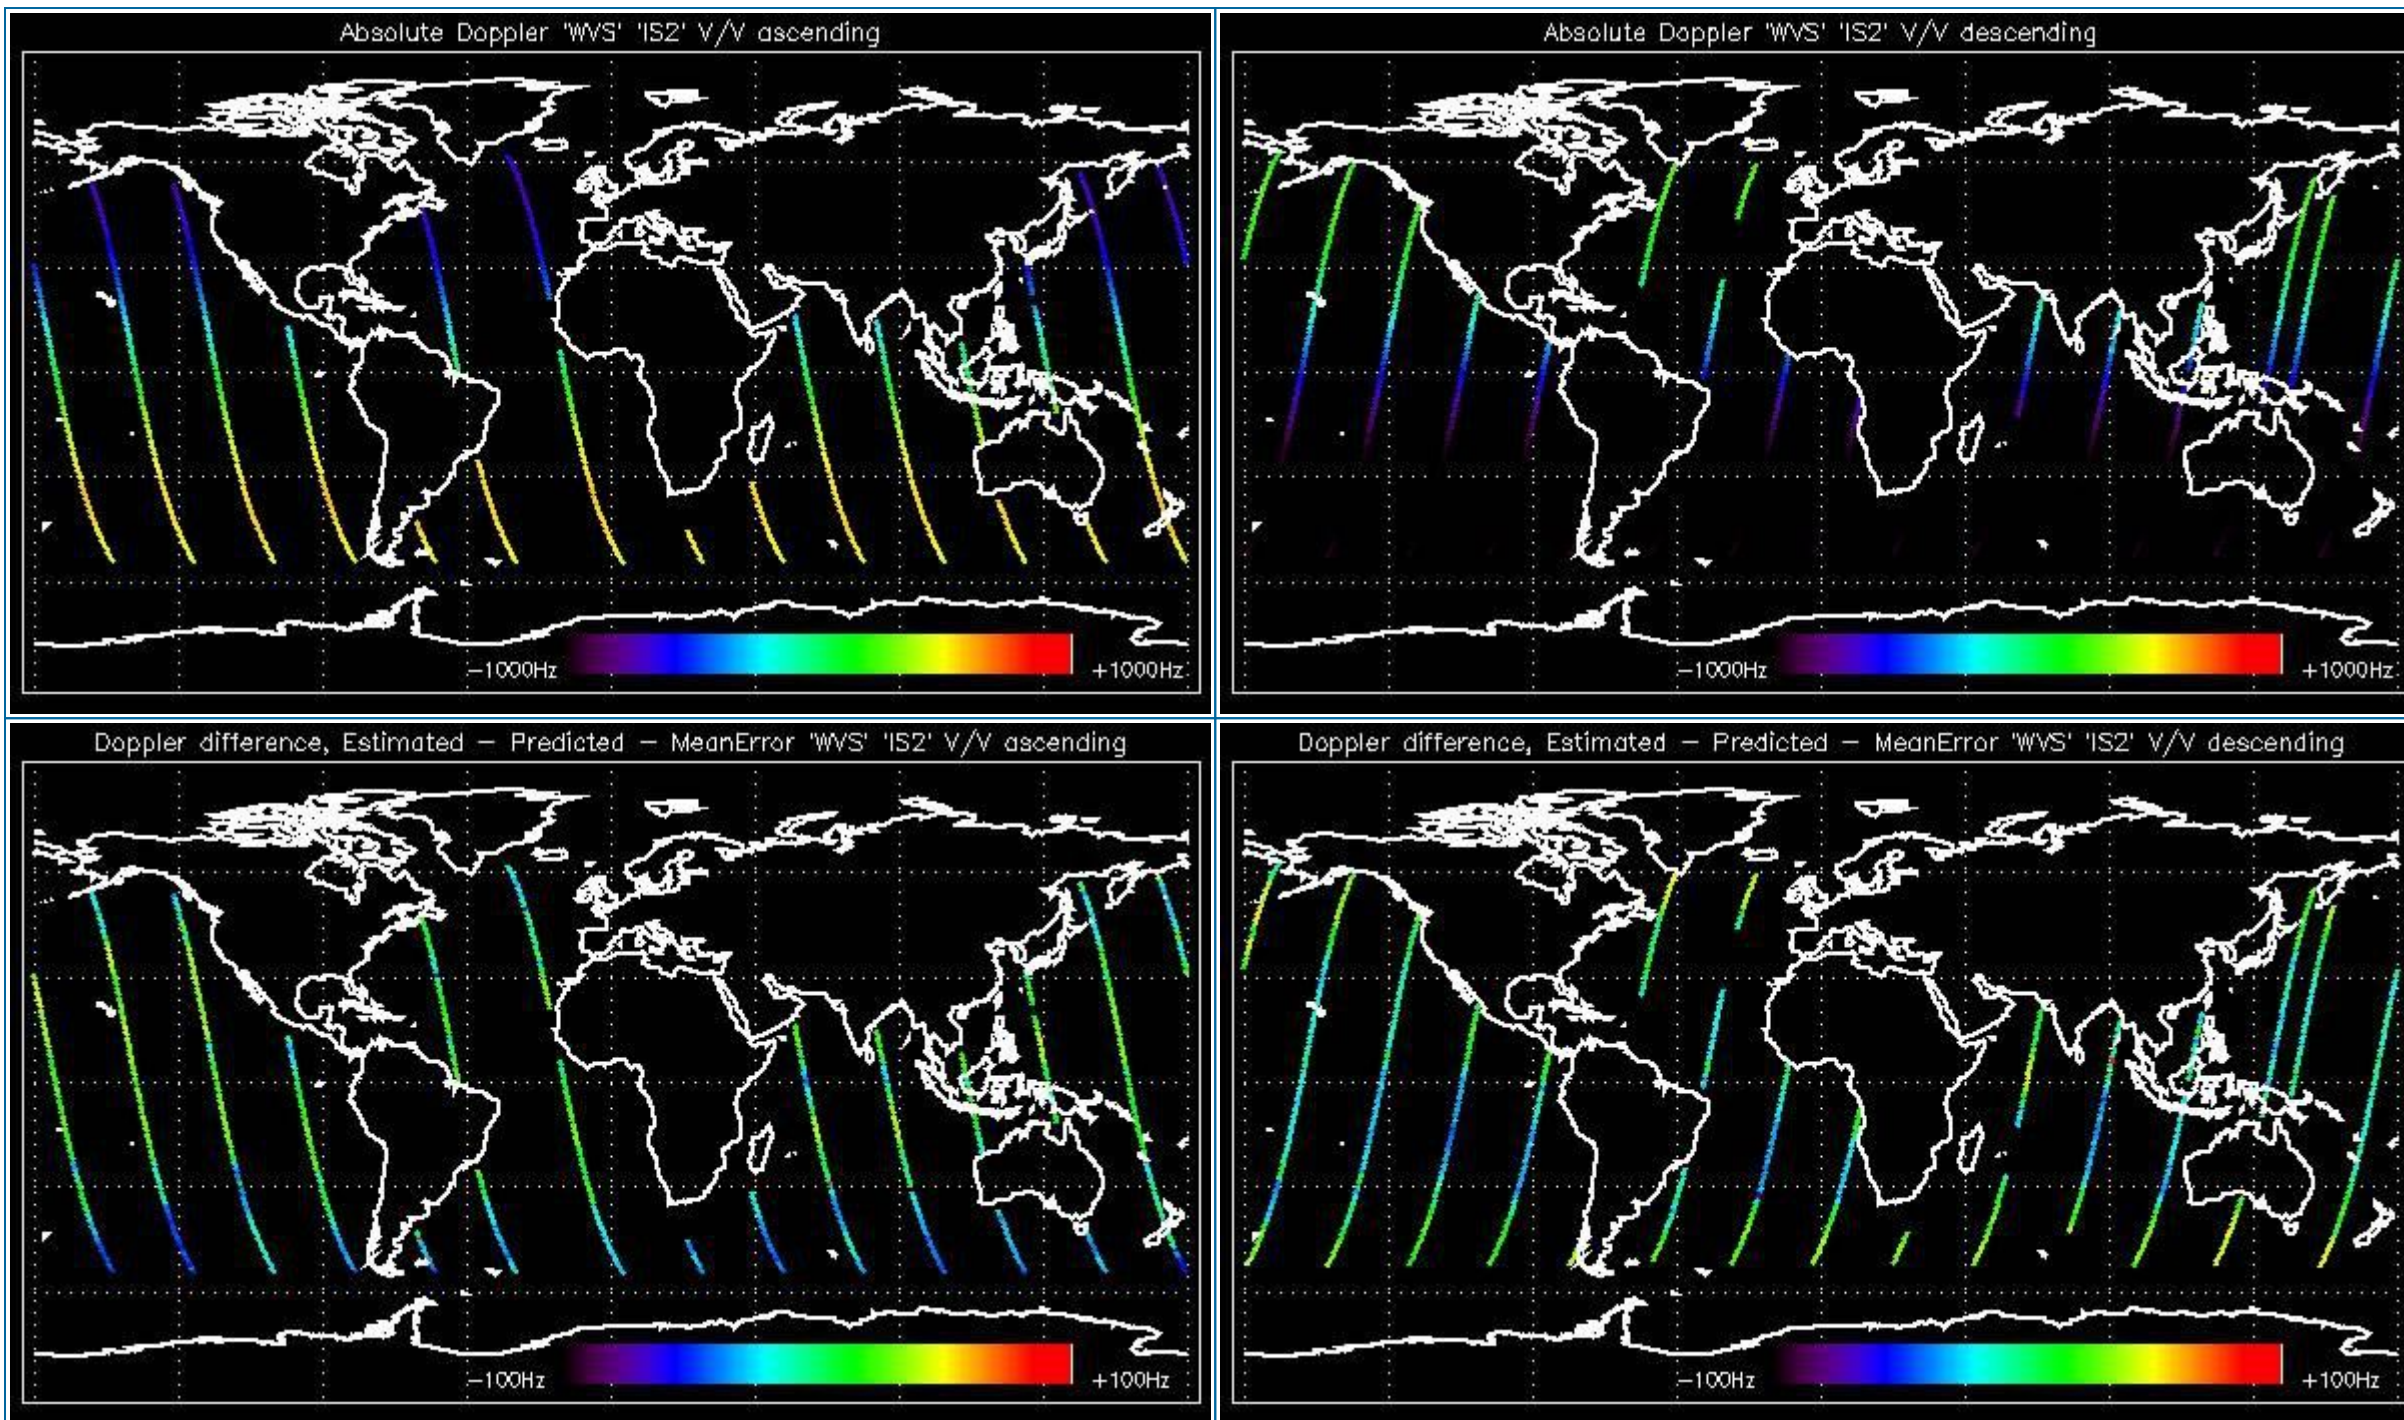 Absolute Doppler 'WVS' 'IS2' V/V ascending
-1000Hz
+1000Hz
Absolute Doppler 'WVS' 'IS2' V/V descending
-1000Hz
+1000Hz
Doppler difference, Estimated - Predicted - MeanError 'WVS' 'IS2' V/V ascending
-100Hz
+100Hz
Doppler difference, Estimated - Predicted - MeanError 'WVS' 'IS2' V/V descending
-100Hz
+100Hz